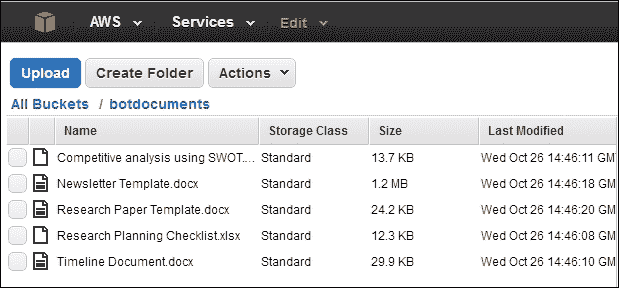 AWS Services Edit
Upload Create Folder Actions
All Buckets / botdocuments
Name Storage Class Size Last Modified
Competitive analysis using SWOT.... Standard 13.7 KB Wed Oct 26 14:46:11 GM
Newsletter Template.docx Standard 1.2 MB Wed Oct 26 14:46:18 GM
Research Paper Template.docx Standard 24.2 KB Wed Oct 26 14:46:20 GM
Research Planning Checklist.xlsx Standard 12.3 KB Wed Oct 26 14:46:08 GM
Timeline Document.docx Standard 29.9 KB Wed Oct 26 14:46:10 GM